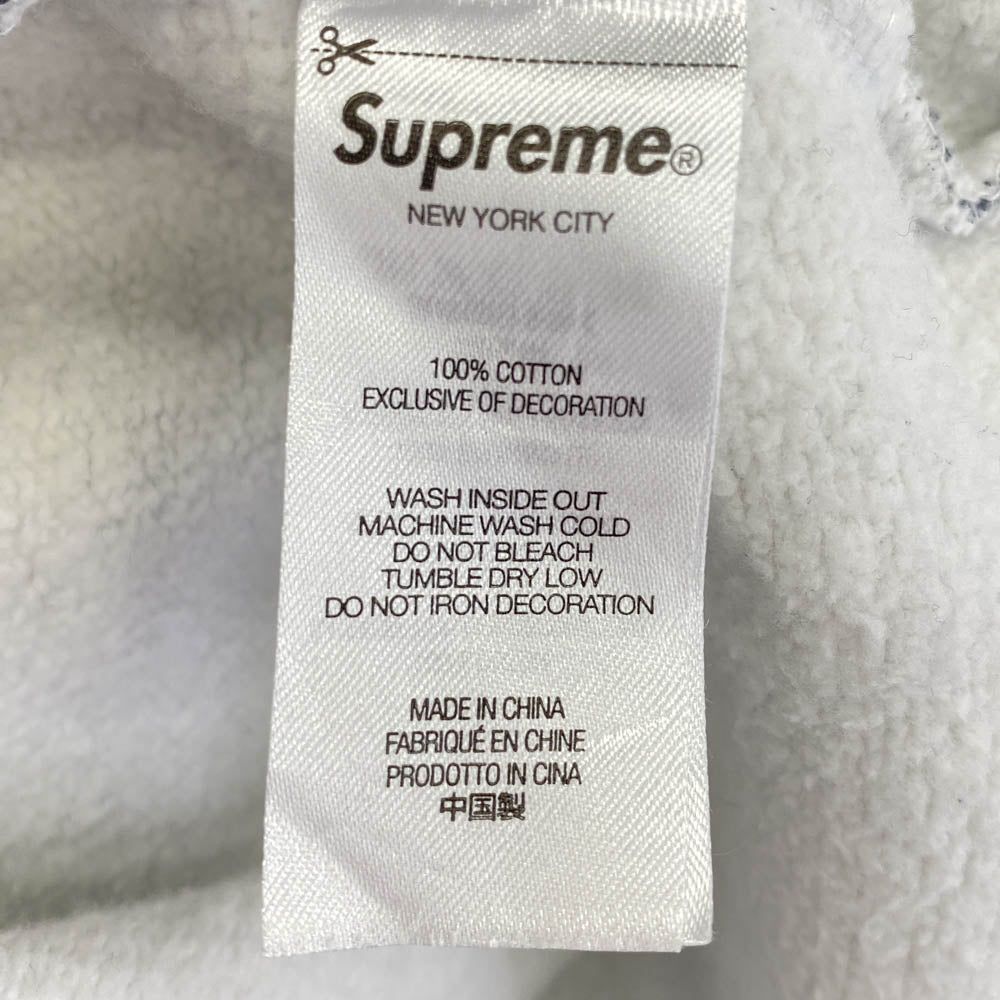 Supreme®
NEW YORK CITY
100% COTTON
EXCLUSIVE OF DECORATION
WASH INSIDE OUT
MACHINE WASH COLD
DO NOT BLEACH
TUMBLE DRY LOW
DO NOT IRON DECORATION
MADE IN CHINA
FABRIQUÉ EN CHINE
PRODOTTO IN CINA
中国製